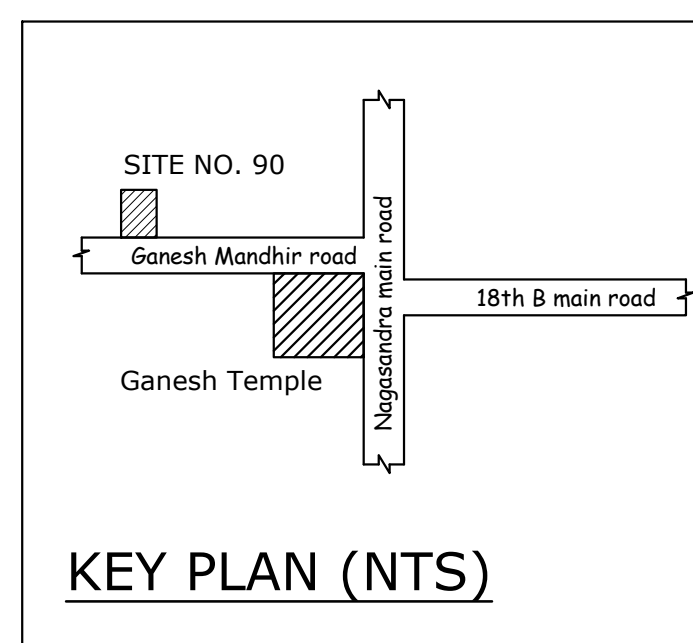 SITE NO. 90
Ganesh Mandhir road
Nagasandra main road
18th B main road
Ganesh Temple
KEY PLAN (NTS)